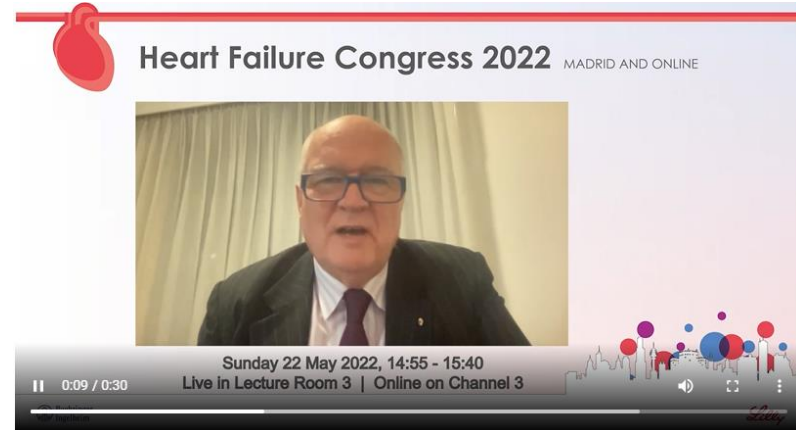 Heart Failure Congress 2022 MADRID AND ONLINE
Sunday 22 May 2022, 14:55 - 15:40
Live in Lecture Room 3 | Online on Channel 3
0:09 / 0:30
Lilly